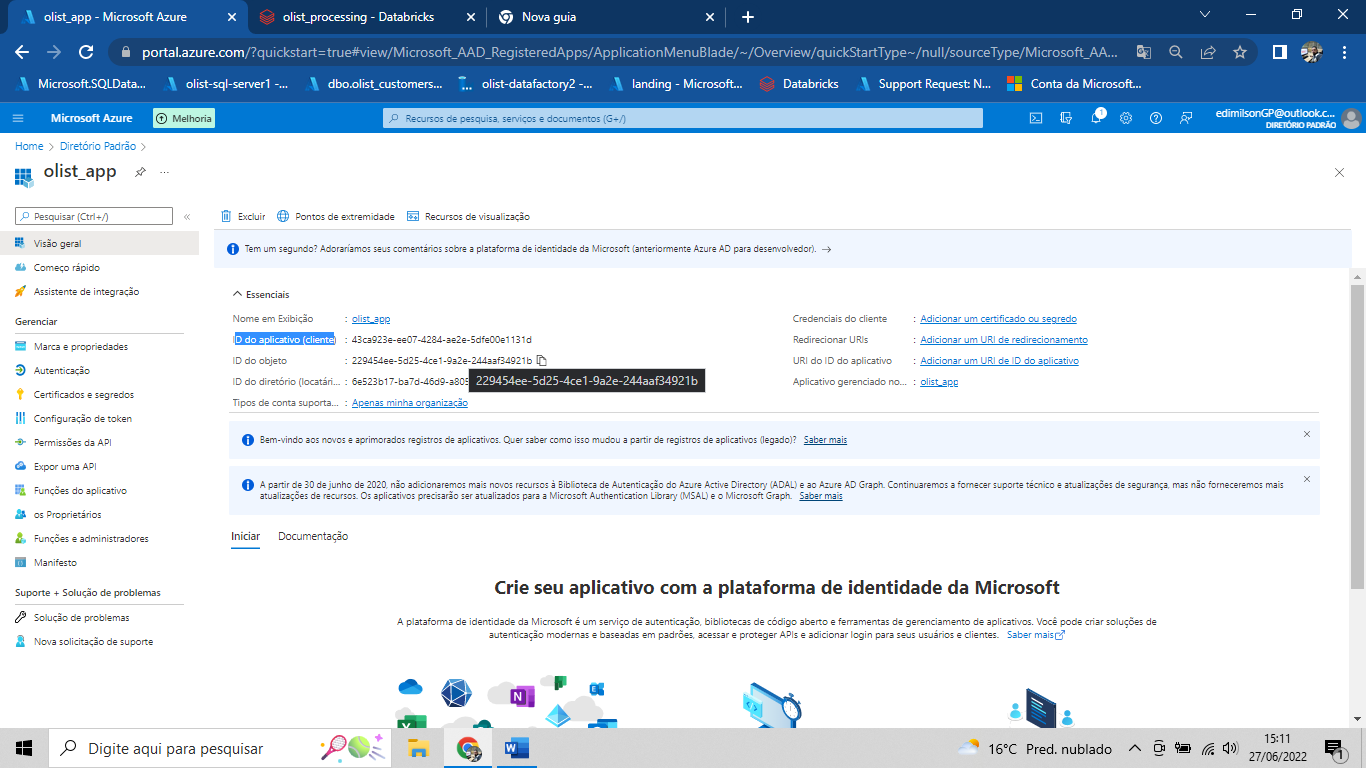 olist_app - Microsoft Azure
olist_processing - Databricks
Nova guia
portal.azure.com/?quickstart=true#view/Microsoft_AAD_RegisteredApps/ApplicationMenuBlade/~/Overview/quickStartType~/null/sourceType/Microsoft_AA...
Microsoft.SQLData...
olist-sql-server1 -...
dbo.olist_customers...
olist-datafactory2 -...
landing - Microsoft...
Databricks
Support Request: N...
Conta da Microsoft...
Microsoft Azure
Melhoria
Recursos de pesquisa, serviços e documentos (G+/)
1
edimilsonGP@outlook.c...
DIRETÓRIO PADRÃO
Home > Diretório Padrão >
olist_app
...
Pesquisar (Ctrl+/)
«
Visão geral
Começo rápido
Assistente de integração
Gerenciar
Marca e propriedades
Autenticação
Certificados e segredos
Configuração de token
Permissões da API
Expor uma API
Funções do aplicativo
os Proprietários
Funções e administradores
Manifesto
Suporte + Solução de problemas
Solução de problemas
Nova solicitação de suporte
Excluir
Pontos de extremidade
Recursos de visualização
Tem um segundo? Adoraríamos seus comentários sobre a plataforma de identidade da Microsoft (anteriormente Azure AD para desenvolvedor). →
Essenciais
Nome em Exibição : olist_app
ID do aplicativo (cliente) : 43ca923e-ee07-4284-ae2e-5dfe00e1131d
ID do objeto : 229454ee-5d25-4ce1-9a2e-244aaf34921b
ID do diretório (locatári... : 6e523b17-ba7d-46d9-a805
229454ee-5d25-4ce1-9a2e-244aaf34921b
Tipos de conta suporta... : Apenas minha organização
Credenciais do cliente : Adicionar um certificado ou segredo
Redirecionar URIs : Adicionar um URI de redirecionamento
URI do ID do aplicativo : Adicionar um URI de ID do aplicativo
Aplicativo gerenciado no... : olist_app
Bem-vindo aos novos e aprimorados registros de aplicativos. Quer saber como isso mudou a partir de registros de aplicativos (legado)? Saber mais
A partir de 30 de junho de 2020, não adicionaremos mais novos recursos à Biblioteca de Autenticação do Azure Active Directory (ADAL) e ao Azure AD Graph. Continuaremos a fornecer suporte técnico e atualizações de segurança, mas não forneceremos mais
atualizações de recursos. Os aplicativos precisarão ser atualizados para a Microsoft Authentication Library (MSAL) e o Microsoft Graph. Saber mais
Iniciar
Documentação
Crie seu aplicativo com a plataforma de identidade da Microsoft
A plataforma de identidade da Microsoft é um serviço de autenticação, bibliotecas de código aberto e ferramentas de gerenciamento de aplicativos. Você pode criar soluções de
autenticação modernas e baseadas em padrões, acessar e proteger APIs e adicionar login para seus usuários e clientes. Saber mais
Digite aqui para pesquisar
16°C Pred. nublado
15:11
27/06/2022
1